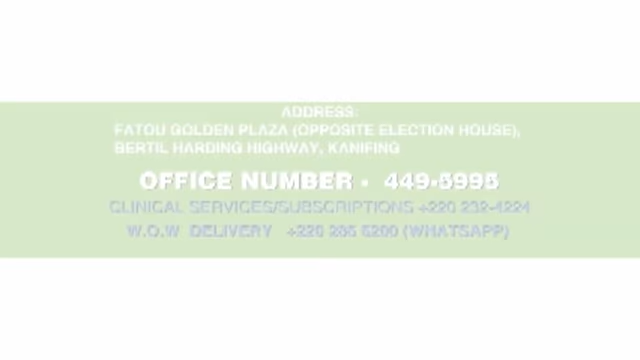 ADDRESS:
FATOU GOLDEN PLAZA (OPPOSITE ELECTION HOUSE),
BERTIL HARDING HIGHWAY, KANIFING
OFFICE NUMBER - 449-5995
CLINICAL SERVICES/SUBSCRIPTIONS +220 232-4224
W.O.W DELIVERY +220 285 5200 (WHATSAPP)